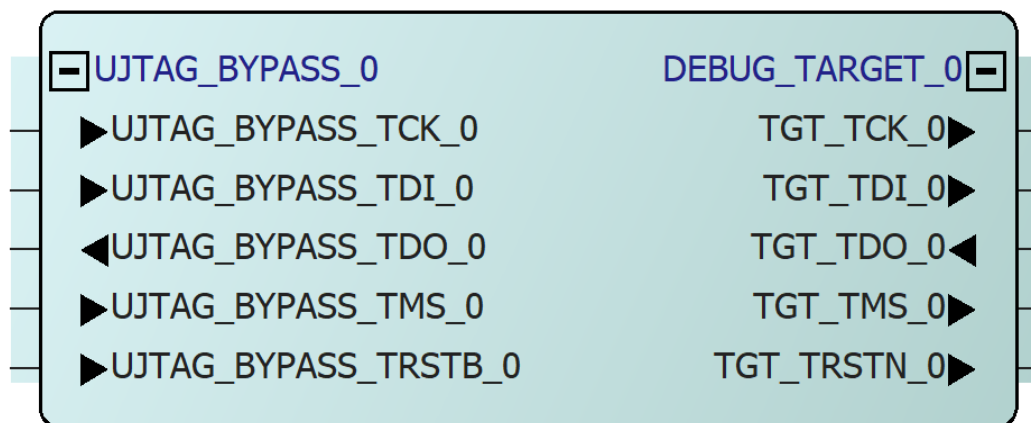 UJTAG_BYPASS_0 DEBUG_TARGET_0
UJTAG_BYPASS_TCK_0 TGT_TCK_0
UJTAG_BYPASS_TDI_0 TGT_TDI_0
UJTAG_BYPASS_TDO_0 TGT_TDO_0
UJTAG_BYPASS_TMS_0 TGT_TMS_0
UJTAG_BYPASS_TRSTB_0 TGT_TRSTN_0